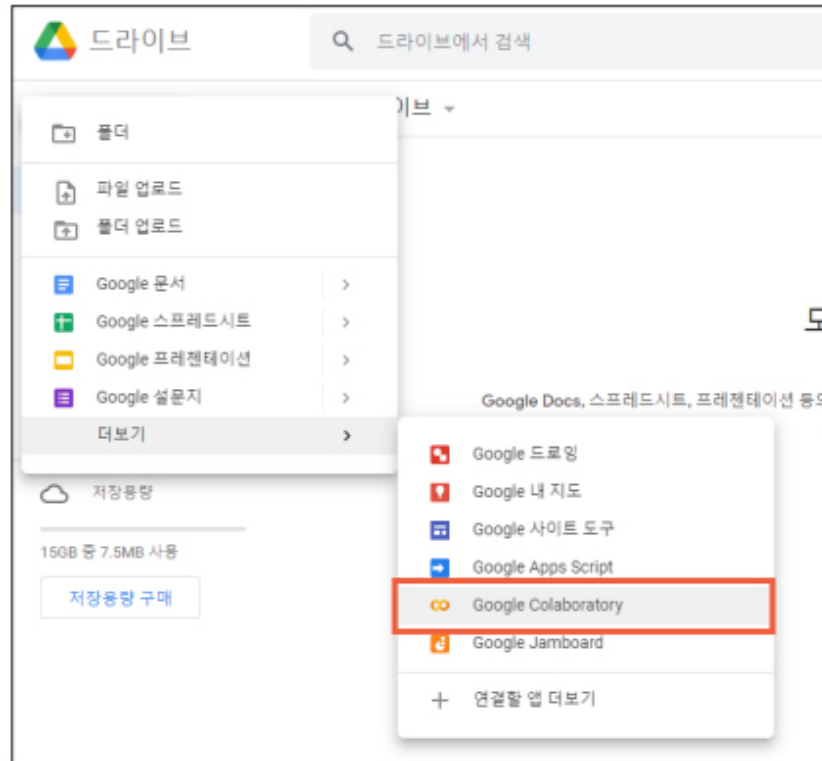 드라이브
드라이브에서 검색
이브
폴더
파일 업로드
폴더 업로드
Google 문서
Google 스프레드시트
Google 프레젠테이션
Google 설문지
더보기
Google Docs, 스프레드시트, 프레젠테이션 등의
Google 드로잉
Google 내 지도
Google 사이트 도구
Google Apps Script
Google Colaboratory
Google Jamboard
연결할 앱 더보기
저장용량
15GB 중 7.5MB 사용
저장용량 구매